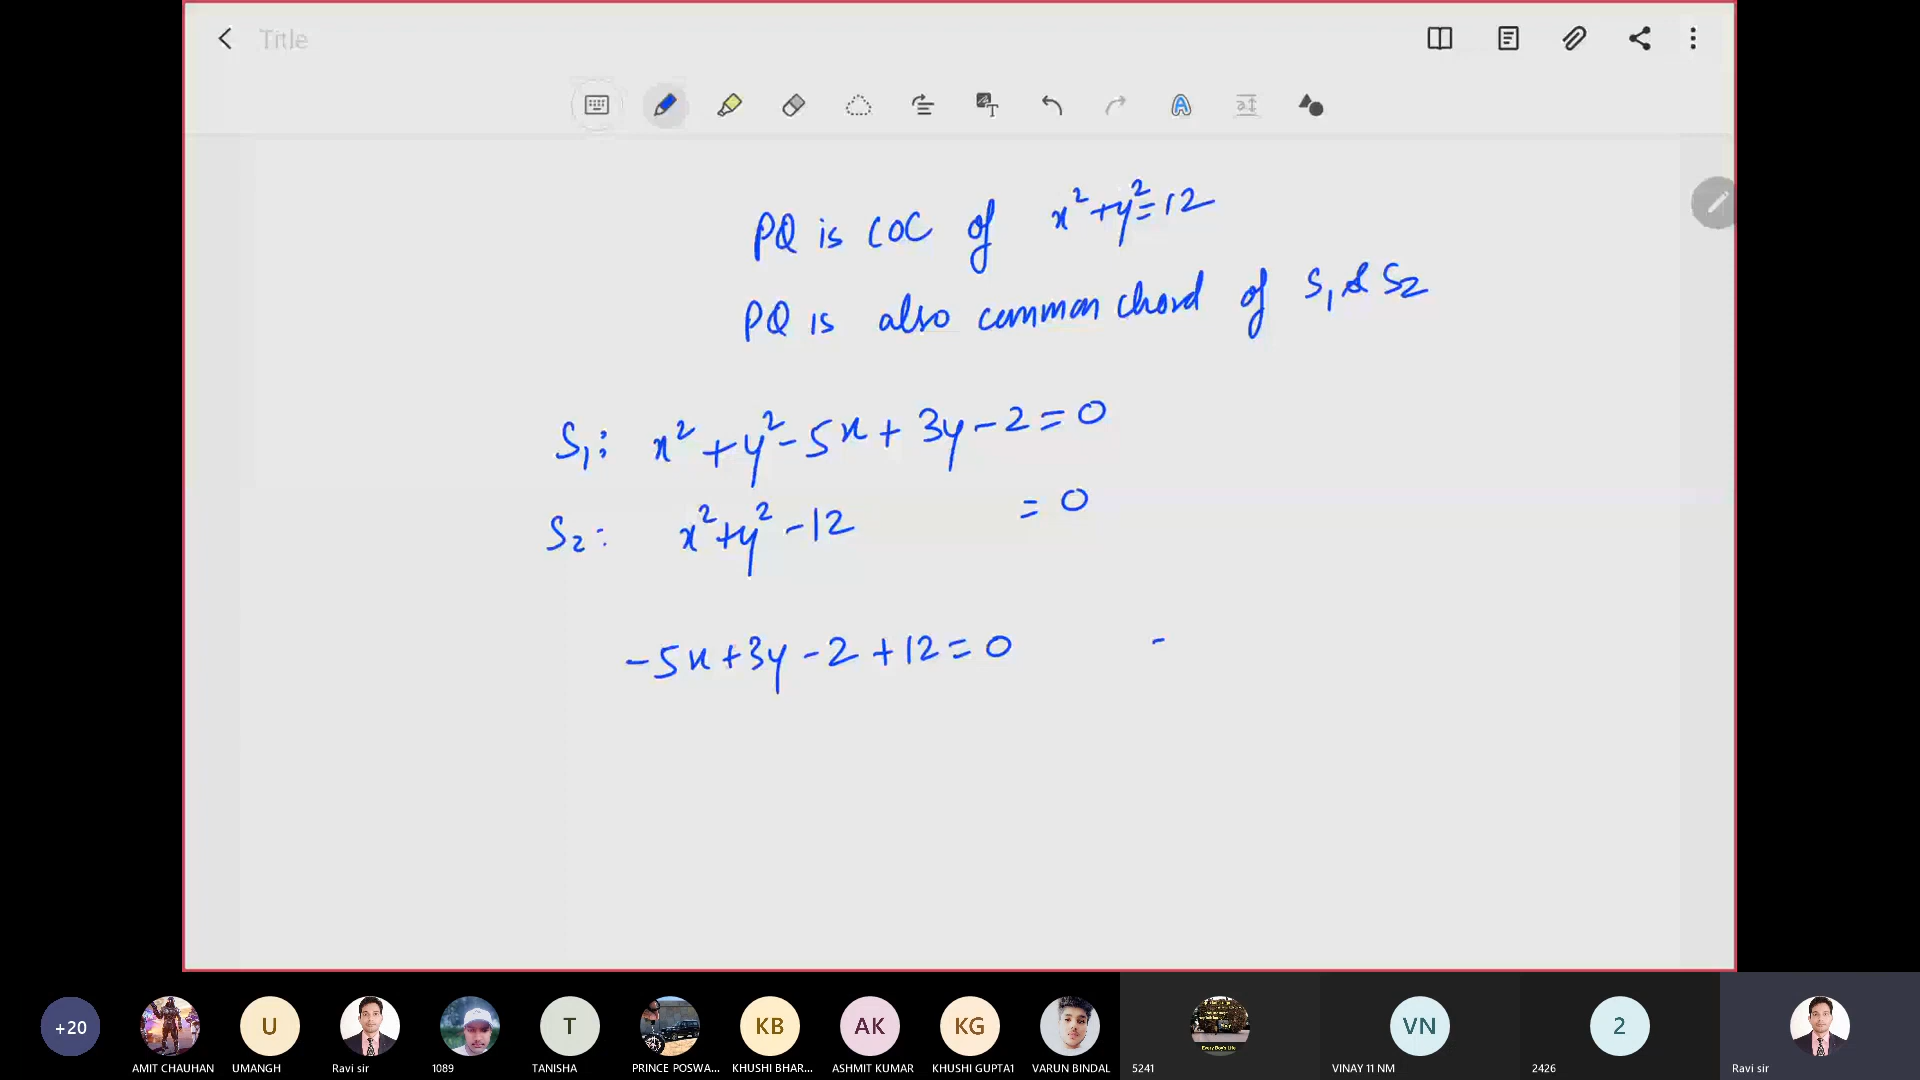 Title
PQ is COC of x²+y²=12
PQ is also common chord of S₁ & S₂
S₁: x²+y²-5x+3y-2=0
S₂: x²+y²-12 = 0
-5x+3y-2+12=0 -
+20 U T KB AK KG VN 2
AMIT CHAUHAN UMANGH Ravi sir 1089 TANISHA PRINCE POSWA... KHUSHI BHAR... ASHMIT KUMAR KHUSHI GUPTA1 VARUN BINDAL 5241 VINAY 11 NM 2426 Ravi sir